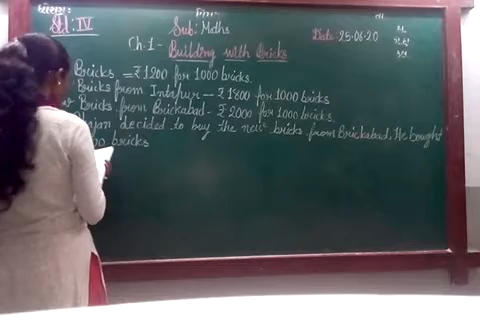 Std: IV
Sub: Maths
Date: 25-06-20
Ch. 1 - Building with Bricks
Bricks = ₹ 1200 for 1000 bricks.
Bricks from Intapur - ₹ 1800 for 1000 bricks
Bricks from Brickabad - ₹ 2000 for 1000 bricks.
decided to buy the new bricks from Brickabad. He bought
bricks